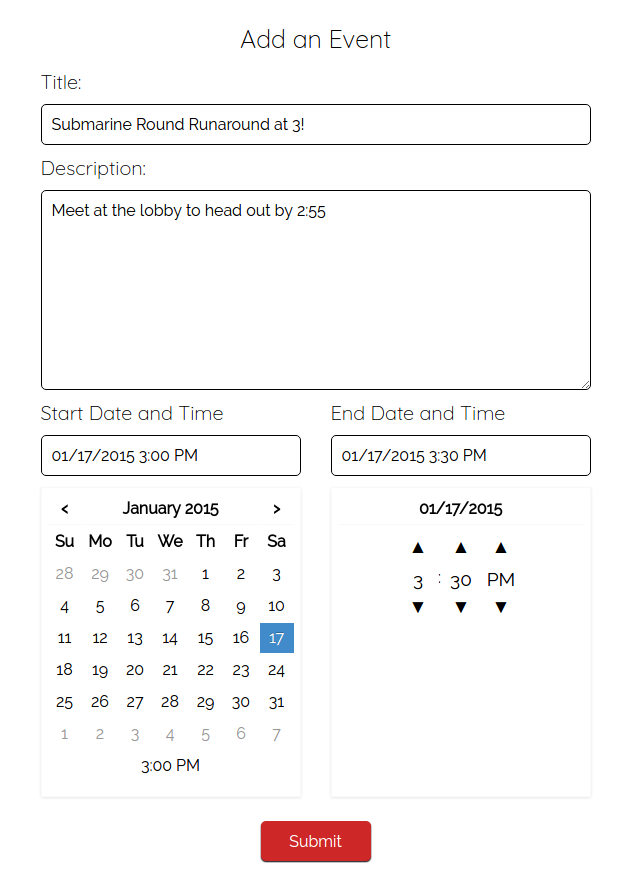 Add an Event
Title:
Submarine Round Runaround at 3!
Description:
Meet at the lobby to head out by 2:55
Start Date and Time
01/17/2015 3:00 PM
< January 2015 >
Su Mo Tu We Th Fr Sa
28 29 30 31 1 2 3
4 5 6 7 8 9 10
11 12 13 14 15 16 17
18 19 20 21 22 23 24
25 26 27 28 29 30 31
1 2 3 4 5 6 7
3:00 PM
End Date and Time
01/17/2015 3:30 PM
01/17/2015
▲ ▲ ▲
3 : 30 PM
▼ ▼ ▼
Submit